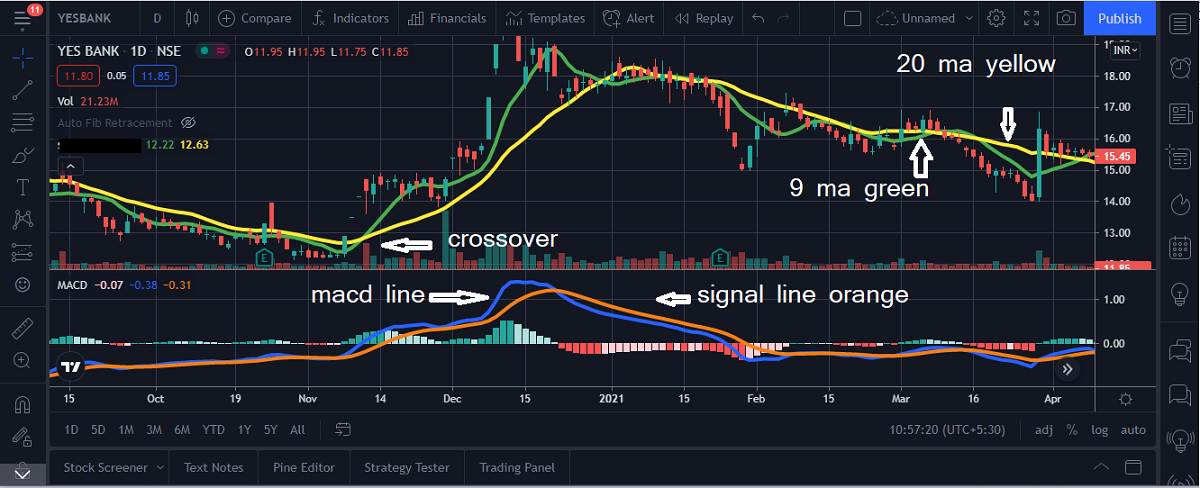 11
YESBANK D Compare Indicators Financials Templates Alert Replay Unnamed Publish
YES BANK · 1D · NSE O11.95 H11.95 L11.75 C11.85
INR
11.80 0.05 11.85
Vol 21.23M
Auto Fib Retracement
12.22 12.63
20 ma yellow
18.00
17.00
16.00
15.45
15.00
9 ma green
14.00
13.00
crossover
E E
11.85
MACD −0.07 −0.38 −0.31
macd line
signal line orange
1.00
0.00
15 Oct 19 Nov 14 Dec 15 2021 15 Feb 15 Mar 16 Apr
1D 5D 1M 3M 6M YTD 1Y 5Y All 10:57:20 (UTC+5:30) adj % log auto
Stock Screener Text Notes Pine Editor Strategy Tester Trading Panel